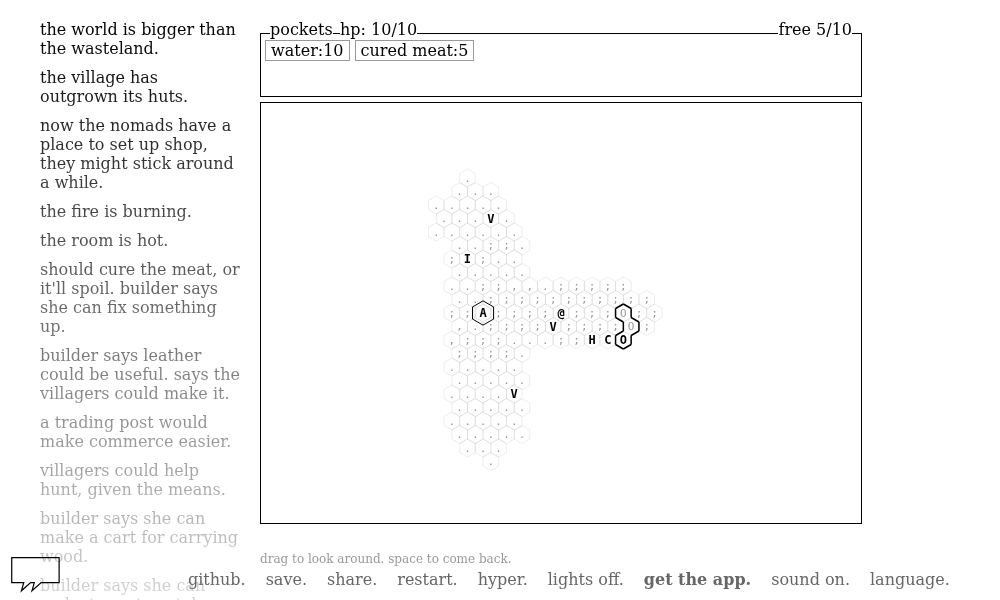 the world is bigger than
the wasteland.
the village has
outgrown its huts.
now the nomads have a
place to set up shop,
they might stick around
a while.
the fire is burning.
the room is hot.
should cure the meat, or
it'll spoil. builder says
she can fix something
up.
builder says leather
could be useful. says the
villagers could make it.
a trading post would
make commerce easier.
villagers could help
hunt, given the means.
builder says she can
make a cart for carrying
wood.
builder says she can
pockets hp: 10/10 free 5/10
water:10 cured meat:5
V
I
A @ O
V O
H C O
V
drag to look around. space to come back.
github. save. share. restart. hyper. lights off. get the app. sound on. language.